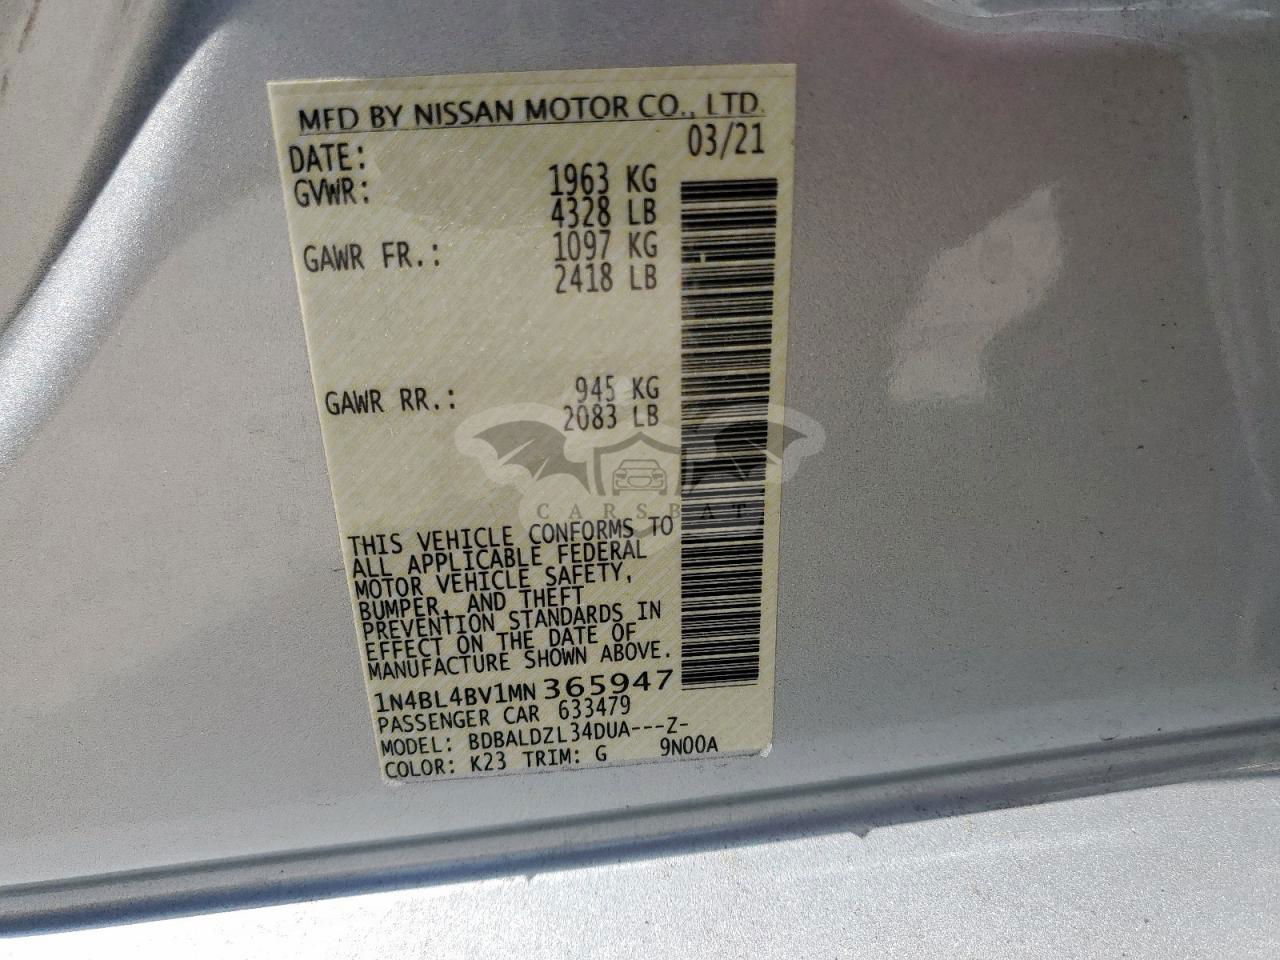 MFD BY NISSAN MOTOR CO., LTD.
DATE: 03/21
GVWR: 1963 KG
4328 LB
GAWR FR.: 1097 KG
2418 LB
GAWR RR.: 945 KG
2083 LB
CARSBAT
THIS VEHICLE CONFORMS TO
ALL APPLICABLE FEDERAL
MOTOR VEHICLE SAFETY,
BUMPER, AND THEFT
PREVENTION STANDARDS IN
EFFECT ON THE DATE OF
MANUFACTURE SHOWN ABOVE.
1N4BL4BV1MN365947
PASSENGER CAR 633479
MODEL: BDBALDZL34DUA---Z-
COLOR: K23 TRIM: G 9N00A